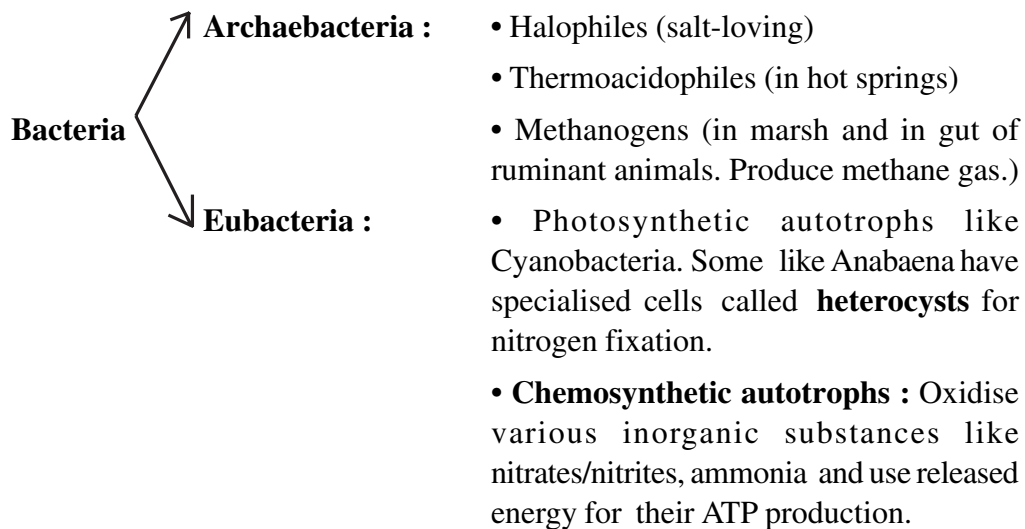 Archaebacteria : • Halophiles (salt-loving)
• Thermoacidophiles (in hot springs)
Bacteria • Methanogens (in marsh and in gut of
ruminant animals. Produce methane gas.)
Eubacteria : • Photosynthetic autotrophs like
Cyanobacteria. Some like Anabaena have
specialised cells called heterocysts for
nitrogen fixation.
• Chemosynthetic autotrophs : Oxidise
various inorganic substances like
nitrates/nitrites, ammonia and use released
energy for their ATP production.